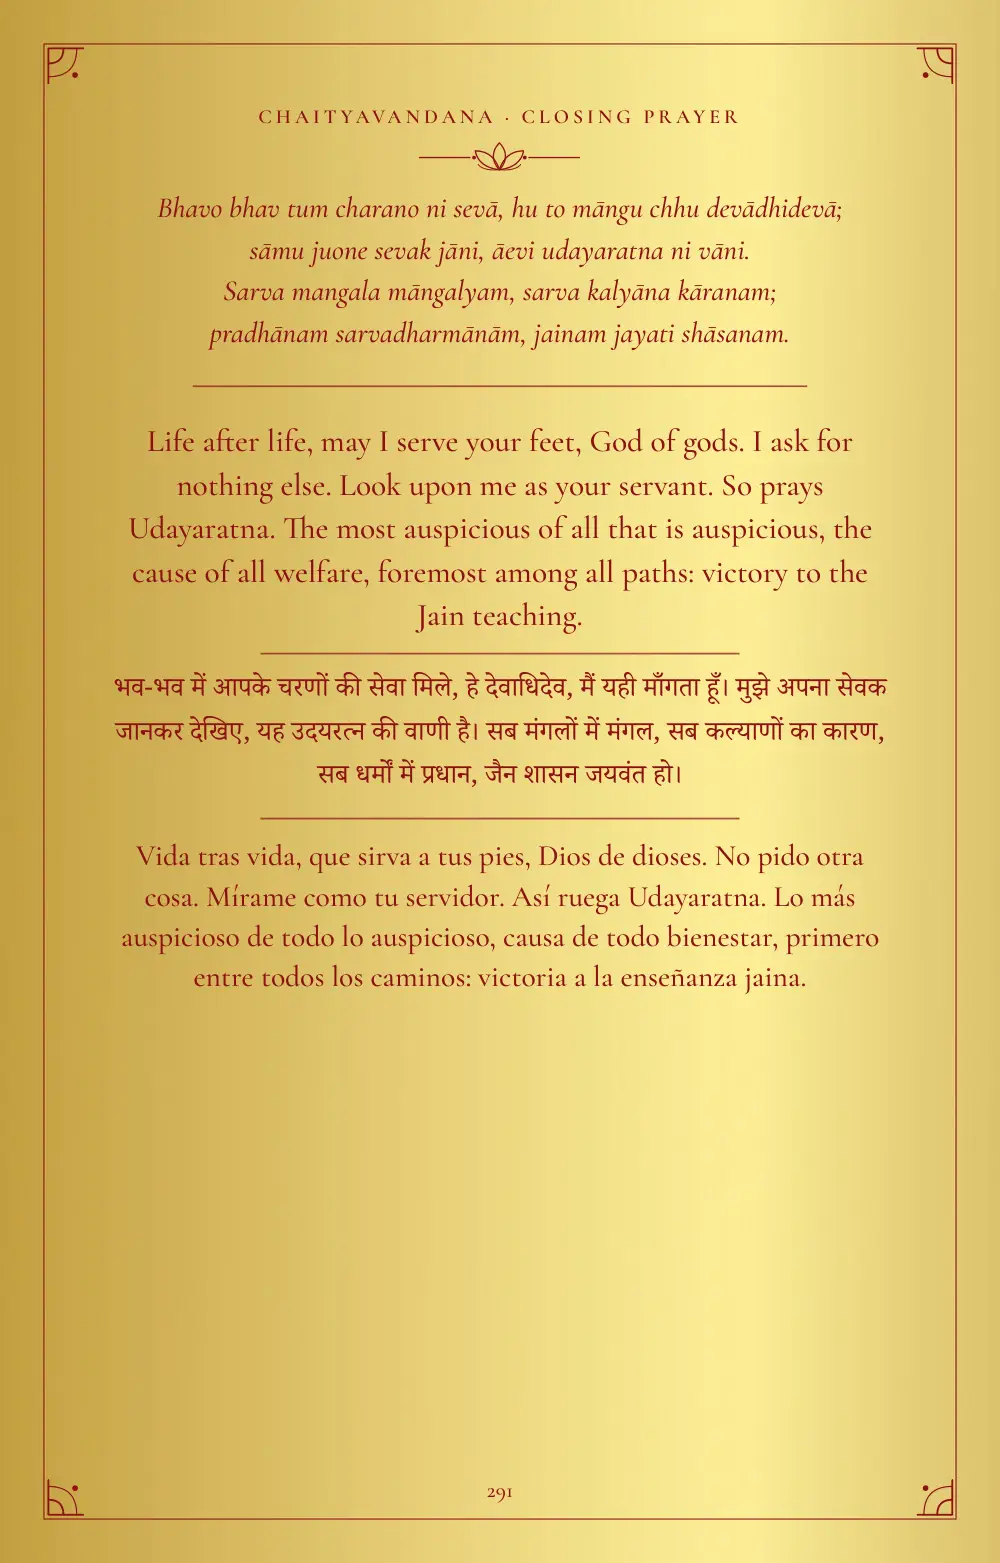 CHAITYAVANDANA · CLOSING PRAYER
Bhavo bhav tum charano ni sevā, hu to māngu chhu devādhidevā;
sāmu juone sevak jāni, āevi udayaratna ni vāni.
Sarva mangala māngalyam, sarva kalyāna kāranam;
pradhānam sarvadharmānām, jainam jayati shāsanam.
Life after life, may I serve your feet, God of gods. I ask for
nothing else. Look upon me as your servant. So prays
Udayaratna. The most auspicious of all that is auspicious, the
cause of all welfare, foremost among all paths: victory to the
Jain teaching.
भव-भव में आपके चरणों की सेवा मिले, हे देवाधिदेव, मैं यही माँगता हूँ। मुझे अपना सेवक
जानकर देखिए, यह उदयरत्न की वाणी है। सब मंगलों में मंगल, सब कल्याणों का कारण,
सब धर्मों में प्रधान, जैन शासन जयवंत हो।
Vida tras vida, que sirva a tus pies, Dios de dioses. No pido otra
cosa. Mírame como tu servidor. Así ruega Udayaratna. Lo más
auspicioso de todo lo auspicioso, causa de todo bienestar, primero
entre todos los caminos: victoria a la enseñanza jaina.
291